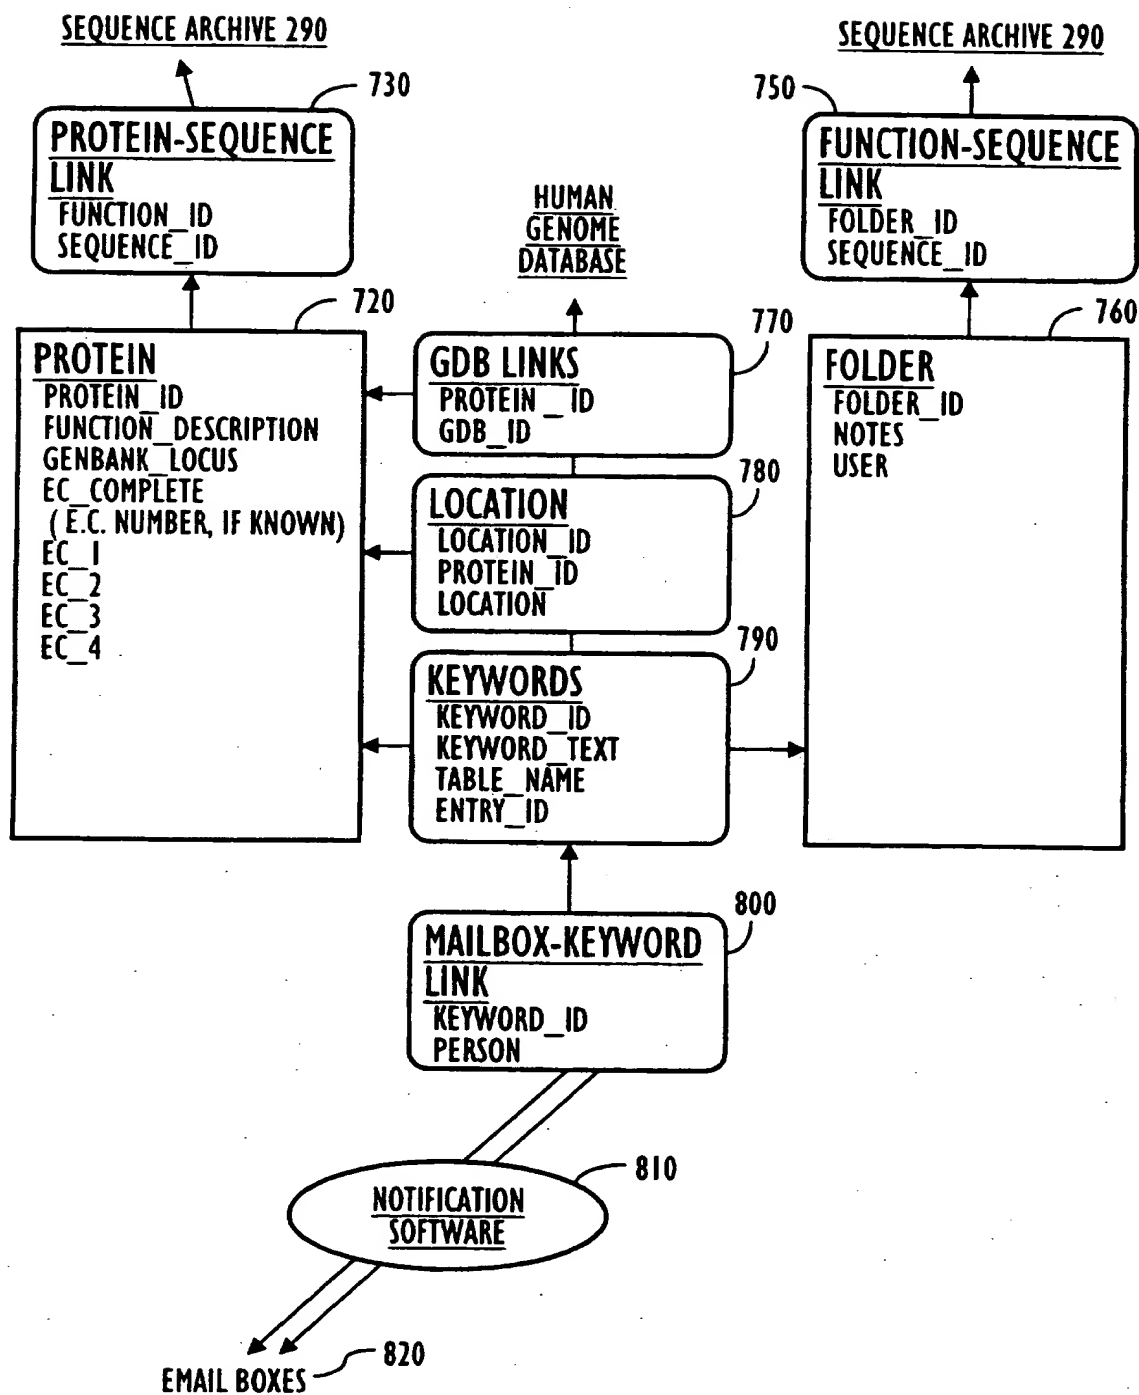 SEQUENCE ARCHIVE 290
730
PROTEIN-SEQUENCE
LINK
FUNCTION_ID
SEQUENCE_ID
SEQUENCE ARCHIVE 290
750
FUNCTION-SEQUENCE
LINK
FOLDER_ID
SEQUENCE_ID
HUMAN
GENOME
DATABASE
720
PROTEIN
PROTEIN_ID
FUNCTION_DESCRIPTION
GENBANK_LOCUS
EC_COMPLETE
( E.C. NUMBER, IF KNOWN)
EC_1
EC_2
EC_3
EC_4
770
GDB LINKS
PROTEIN _ ID
GDB_ID
780
LOCATION
LOCATION_ID
PROTEIN_ID
LOCATION
790
KEYWORDS
KEYWORD_ID
KEYWORD_TEXT
TABLE_NAME
ENTRY_ID
760
FOLDER
FOLDER_ID
NOTES
USER
800
MAILBOX-KEYWORD
LINK
KEYWORD_ID
PERSON
810
NOTIFICATION
SOFTWARE
820
EMAIL BOXES